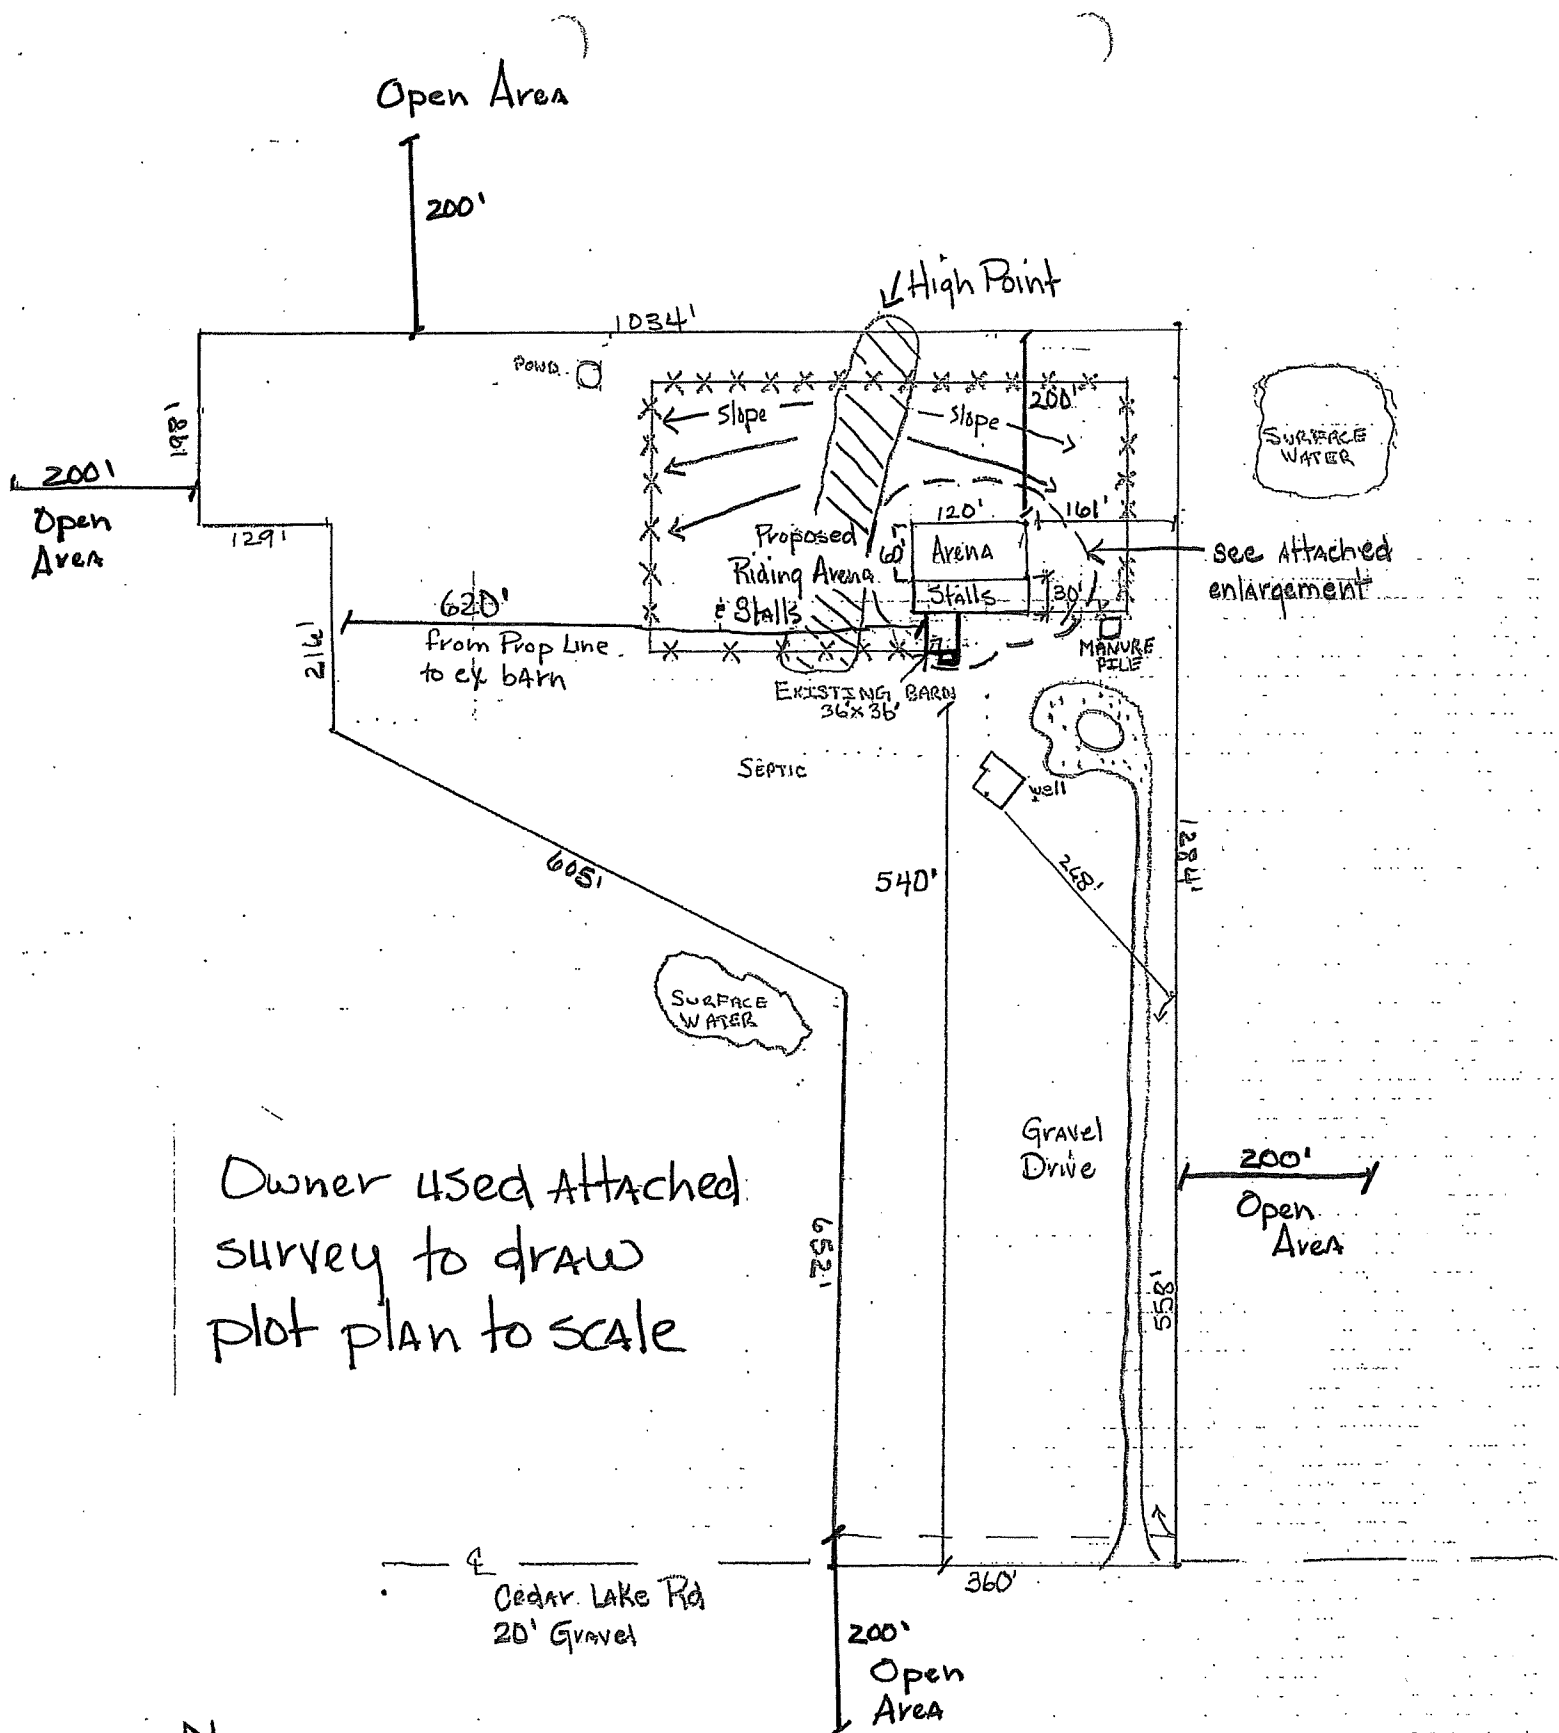 Open Area
200'
High Point
1034'
POND
Slope
Slope
200'
SURFACE
WATER
198'
200'
Open
Area
129'
120'
161'
Proposed
60'
Arena
see Attached
enlargement
Riding Arena
& Stalls
Stalls
30'
620'
from Prop Line
to ex barn
216'
MANURE
PILE
EXISTING BARN
36'x36'
SEPTIC
well
1284'
605'
540'
248'
SURFACE
WATER
Gravel
Drive
200'
Open
Area
Owner used Attached
survey to draw
plot plan to scale
652'
558'
℄
Cedar Lake Rd
20' Gravel
360'
200'
Open
Area